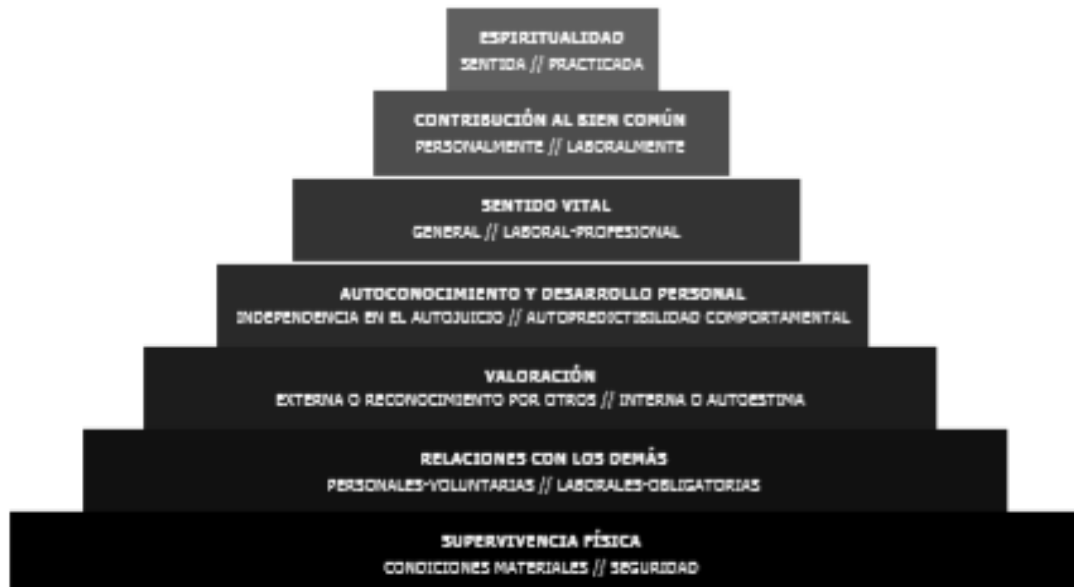 ESPIRITUALIDAD
SENTIDA // PRACTICADA
CONTRIBUCIÓN AL BIEN COMÚN
PERSONALMENTE // LABORALMENTE
SENTIDO VITAL
GENERAL // LABORAL-PROFESIONAL
AUTOCONOCIMIENTO Y DESARROLLO PERSONAL
INDEPENDENCIA EN EL AUTOJUICIO // AUTOPREDICTIBILIDAD COMPORTAMENTAL
VALORACIÓN
EXTERNA O RECONOCIMIENTO POR OTROS // INTERNA O AUTOESTIMA
RELACIONES CON LOS DEMÁS
PERSONALES-VOLUNTARIAS // LABORALES-OBLIGATORIAS
SUPERVIVENCIA FÍSICA
CONDICIONES MATERIALES // SEGURIDAD